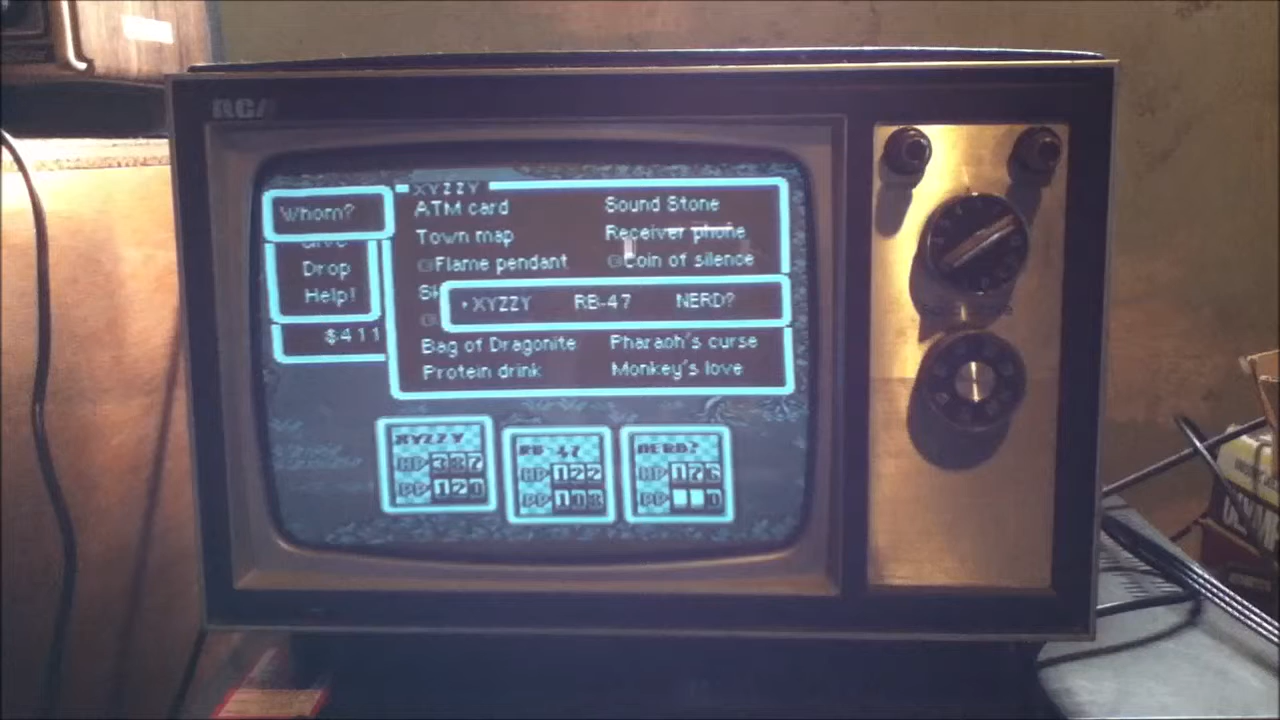 RCA
XYZZY
Whom?
ATM card Sound Stone
Town map Receiver phone
Drop Flame pendant Coin of silence
Help!
XYZZY RB-47 NERD?
$411
Bag of Dragonite Pharaoh's curse
Protein drink Monkey's love
XYZZY RB-47 NERD?
HP 387 HP 122 HP 176
PP 120 PP 108 PP 0